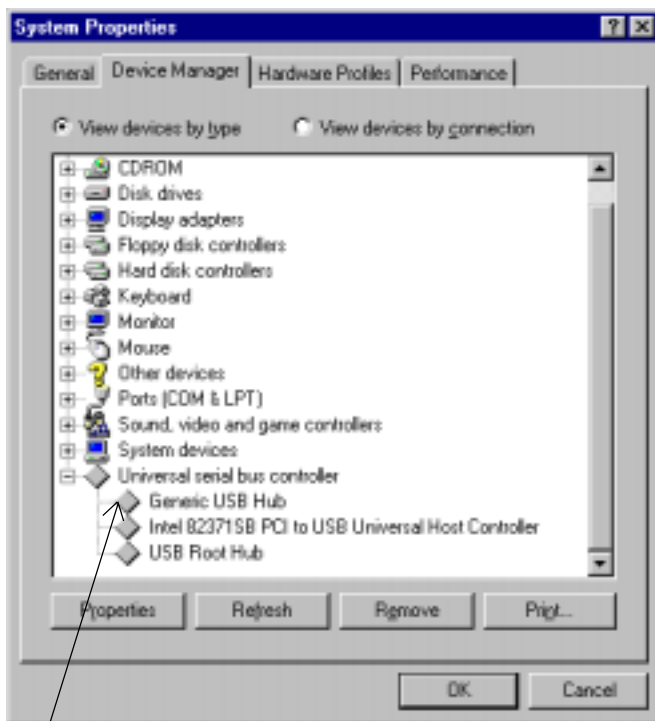 System Properties
General Device Manager Hardware Profiles Performance
View devices by type View devices by connection
CDROM
Disk drives
Display adapters
Floppy disk controllers
Hard disk controllers
Keyboard
Monitor
Mouse
Other devices
Ports (COM & LPT)
Sound, video and game controllers
System devices
Universal serial bus controller
Generic USB Hub
Intel 82371SB PCI to USB Universal Host Controller
USB Root Hub
Properties Refresh Remove Print...
OK Cancel